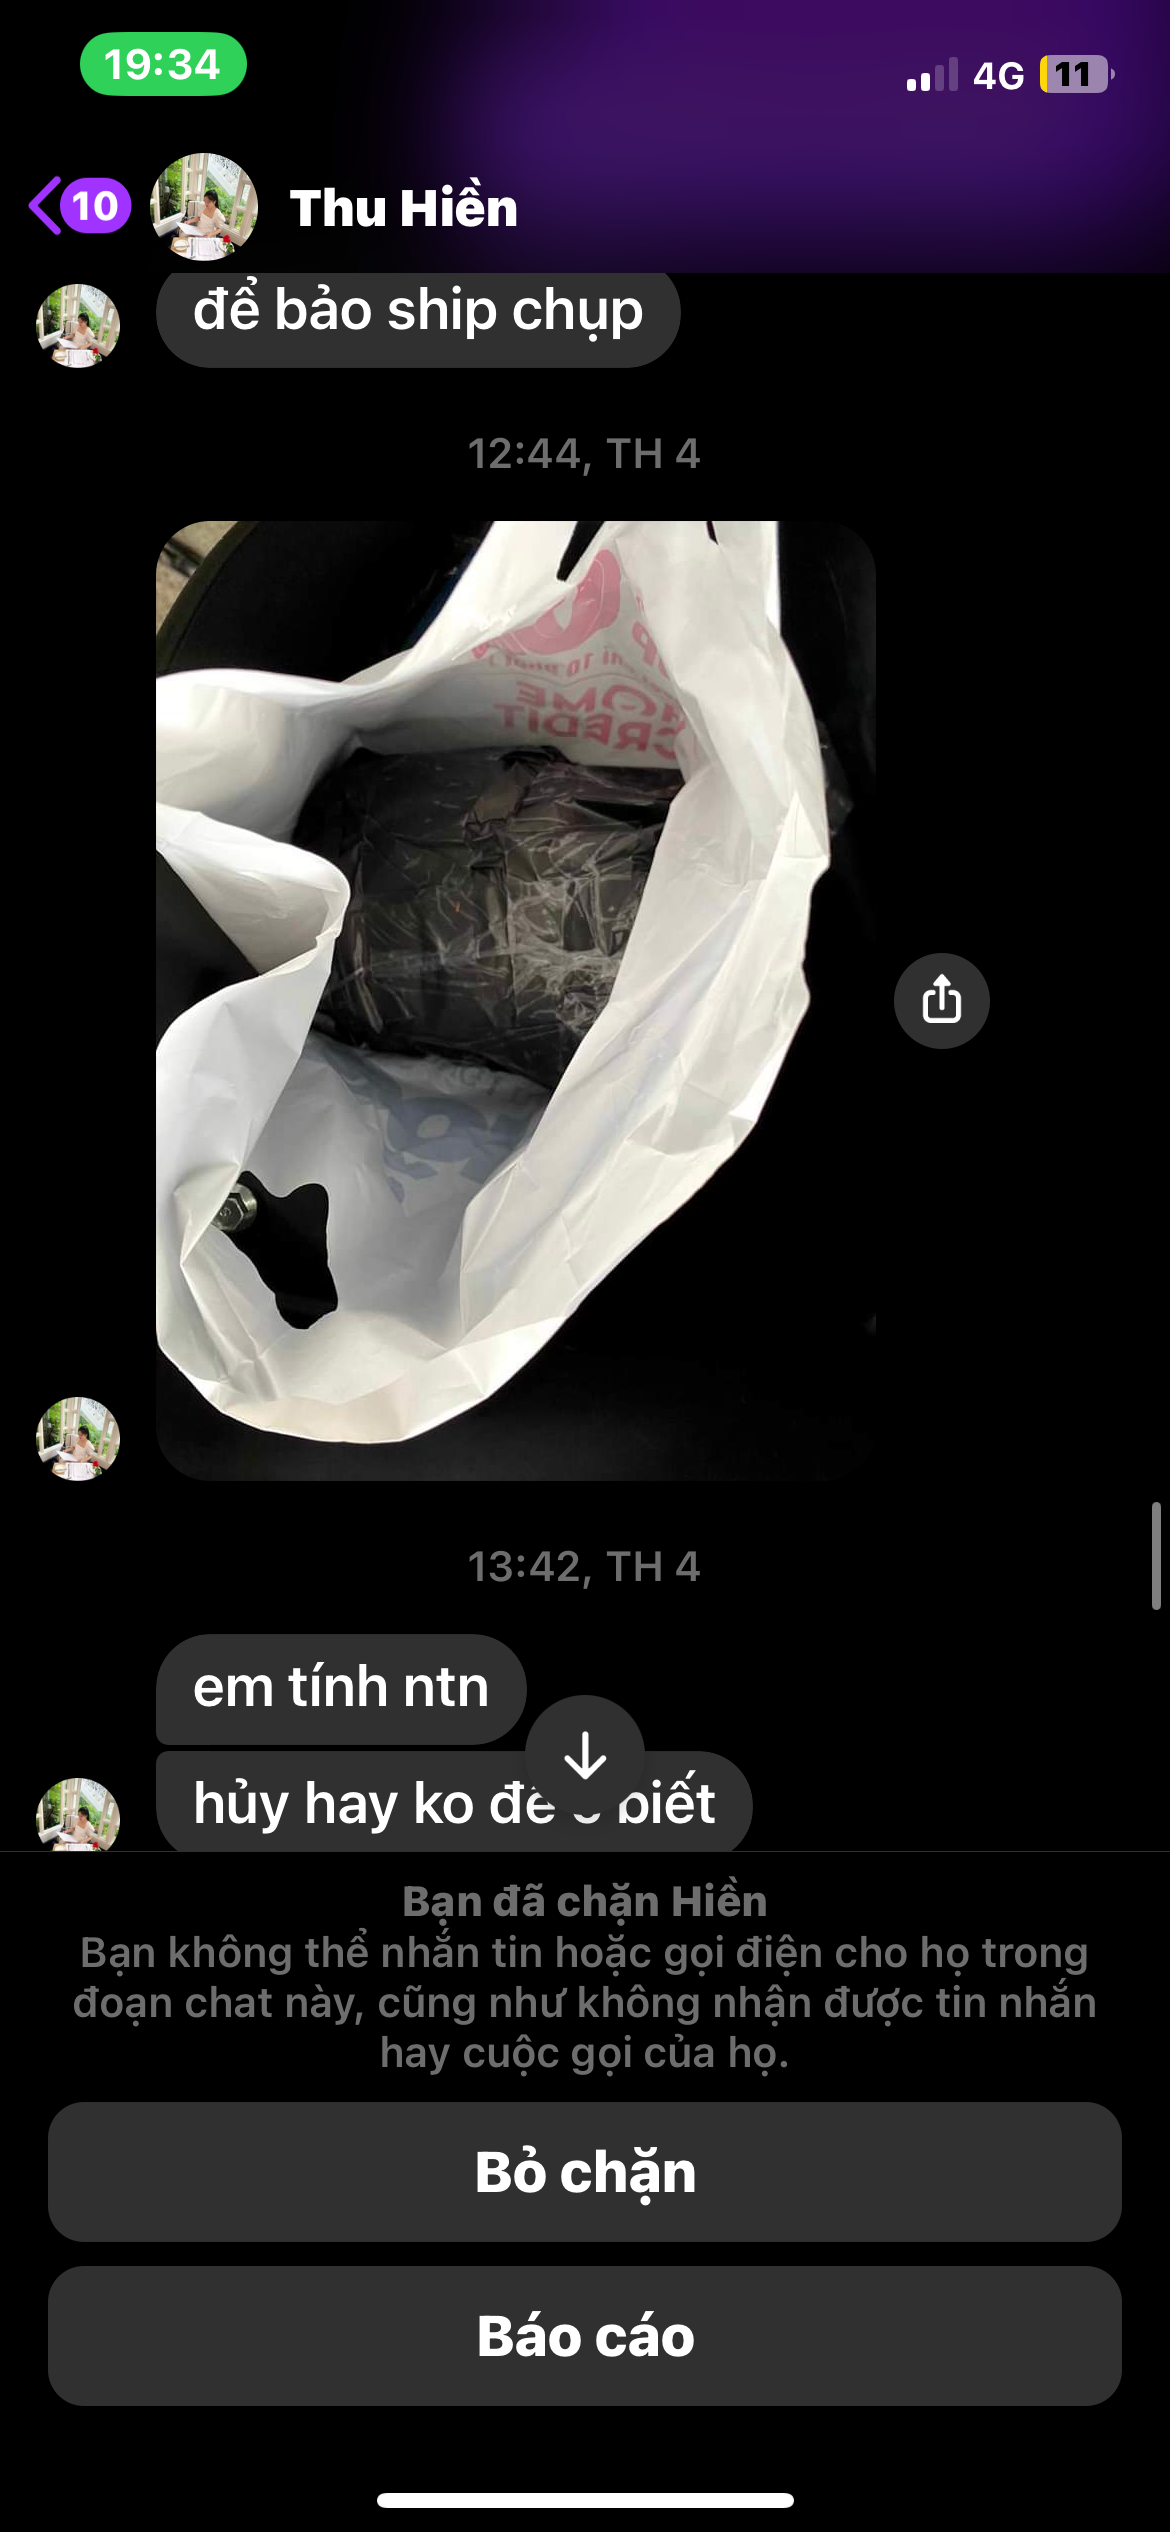 19:34
4G 11
10 Thu Hiền
để bảo ship chụp
12:44, TH 4
HOME
CREDIT
13:42, TH 4
em tính ntn
hủy hay ko để biết
Bạn đã chặn Hiền
Bạn không thể nhắn tin hoặc gọi điện cho họ trong
đoạn chat này, cũng như không nhận được tin nhắn
hay cuộc gọi của họ.
Bỏ chặn
Báo cáo